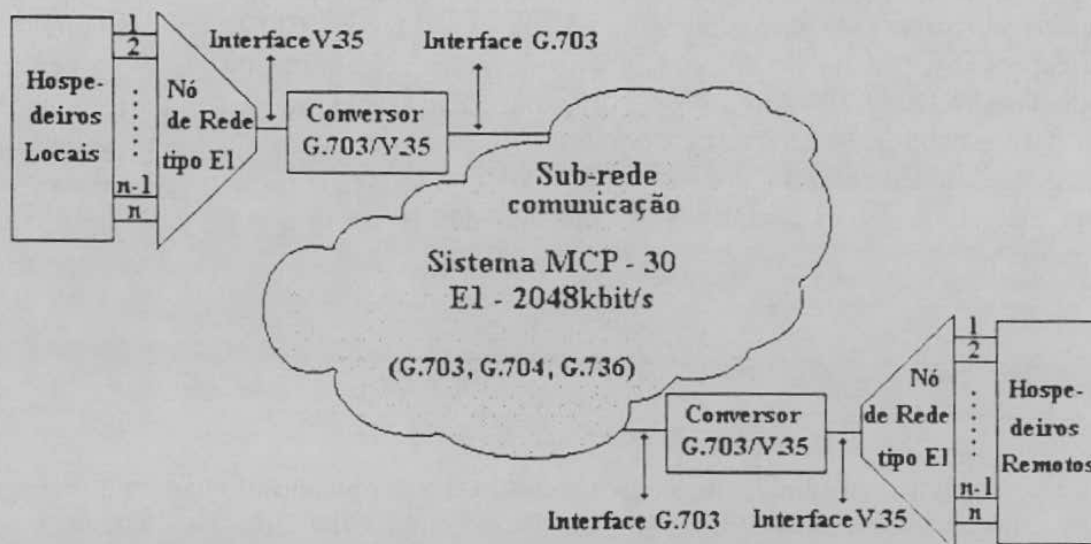 1
2
n-1
n
Hospe-
deiros
Locais
Nó
de Rede
tipo E1
Interface V.35
Interface G.703
Conversor
G.703/V.35
Sub-rede
comunicação
Sistema MCP - 30
E1 - 2048kbit/s
(G.703, G.704, G.736)
Conversor
G.703/V.35
Interface G.703
Interface V.35
Nó
de Rede
tipo E1
1
2
n-1
n
Hospe-
deiros
Remotos